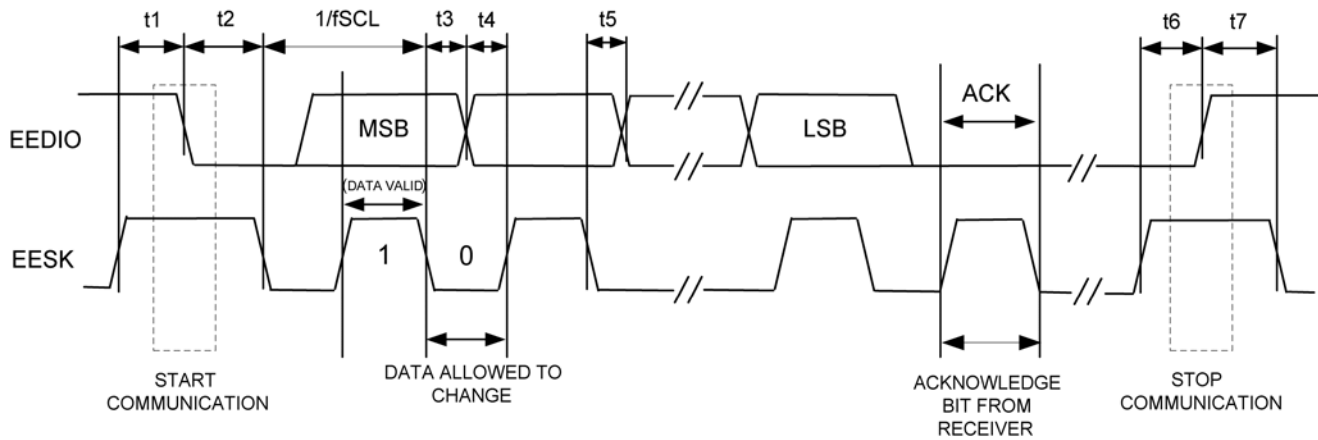 t1 t2 1/fSCL t3 t4 t5 t6 t7
EEDIO MSB LSB ACK
(DATA VALID)
EESK 1 0
START
COMMUNICATION
DATA ALLOWED TO
CHANGE
ACKNOWLEDGE
BIT FROM
RECEIVER
STOP
COMMUNICATION